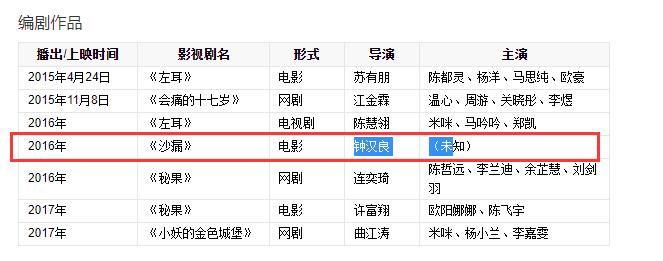 编剧作品
播出/上映时间 影视剧名 形式 导演 主演
2015年4月24日 《左耳》 电影 苏有朋 陈都灵、杨洋、马思纯、欧豪
2015年11月8日 《会痛的十七岁》 网剧 江金霖 温心、周游、关晓彤、李煜
2016年 《左耳》 电视剧 陈慧翎 米咪、马吟吟、郑凯
2016年 《沙漏》 电影 钟汉良 （未知）
2016年 《秘果》 网剧 连奕琦 陈哲远、李兰迪、余芷慧、刘剑
羽
2017年 《秘果》 电影 许富翔 欧阳娜娜、陈飞宇
2017年 《小妖的金色城堡》 网剧 曲江涛 米咪、杨小兰、李嘉雯